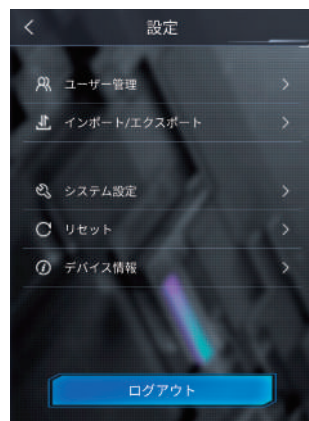 設定
ユーザー管理
インポート/エクスポート
システム設定
リセット
デバイス情報
ログアウト